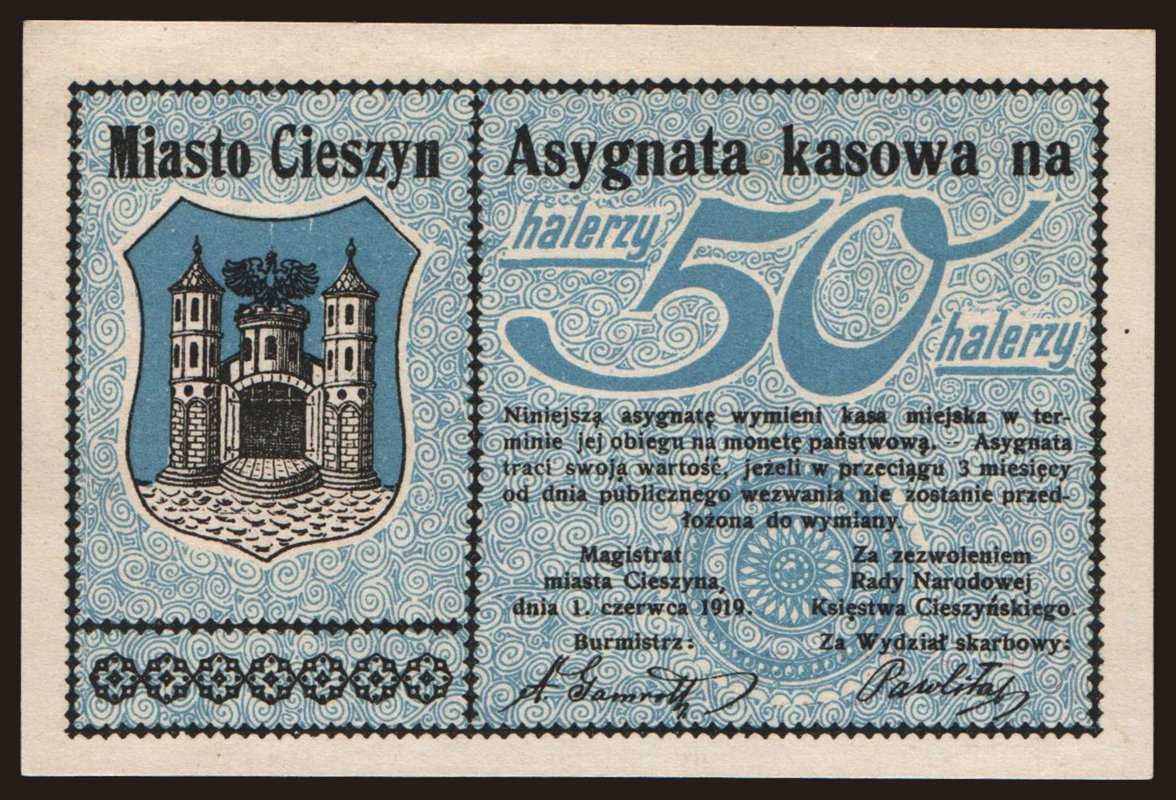 Miasto Cieszyn
Asygnata kasowa na
halerzy 50
halerzy
Niniejszą asygnatę wymieni kasa miejska w ter-
minie jej obiegu na monetę państwową. — Asygnata
traci swoją wartość, jeżeli w przeciągu 3 miesięcy
od dnia publicznego wezwania nie zostanie przed-
łożona do wymiany.
Magistrat
miasta Cieszyna,
dnia 1. czerwca 1919.
Burmistrz:
Za zezwoleniem
Rady Narodowej
Księstwa Cieszyńskiego.
Za Wydział skarbowy: